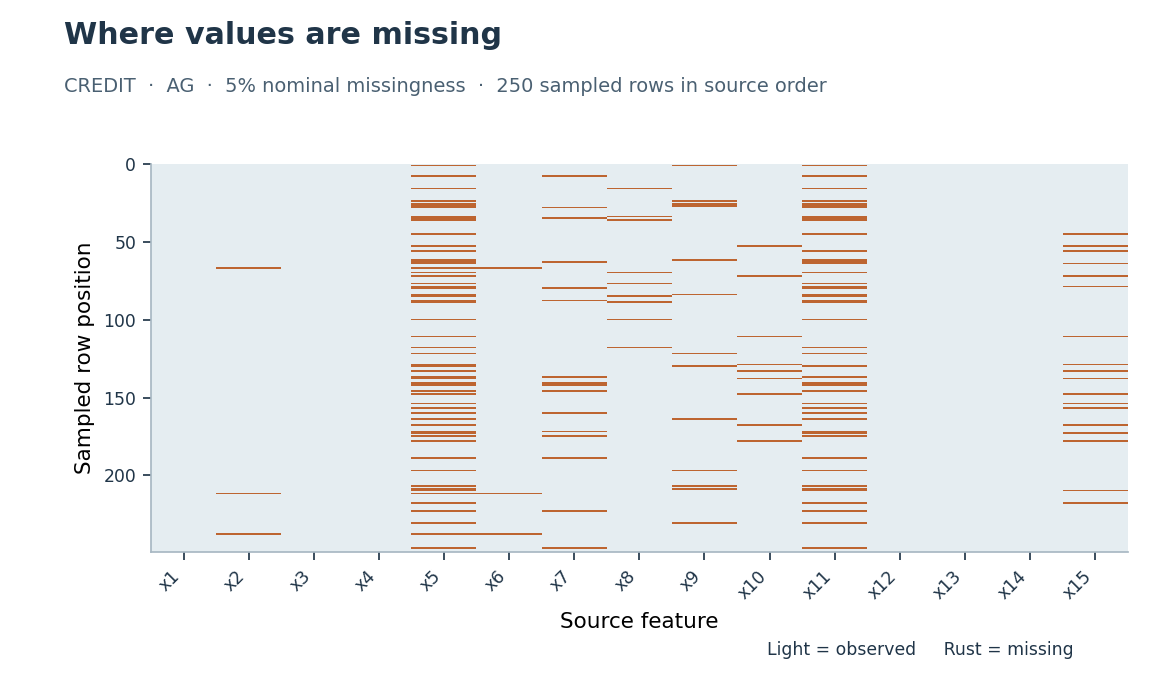 Where values are missing
CREDIT · AG · 5% nominal missingness · 250 sampled rows in source order
0
50
100
150
200
Sampled row position
x1 x2 x3 x4 x5 x6 x7 x8 x9 x10 x11 x12 x13 x14 x15
Source feature
Light = observed Rust = missing